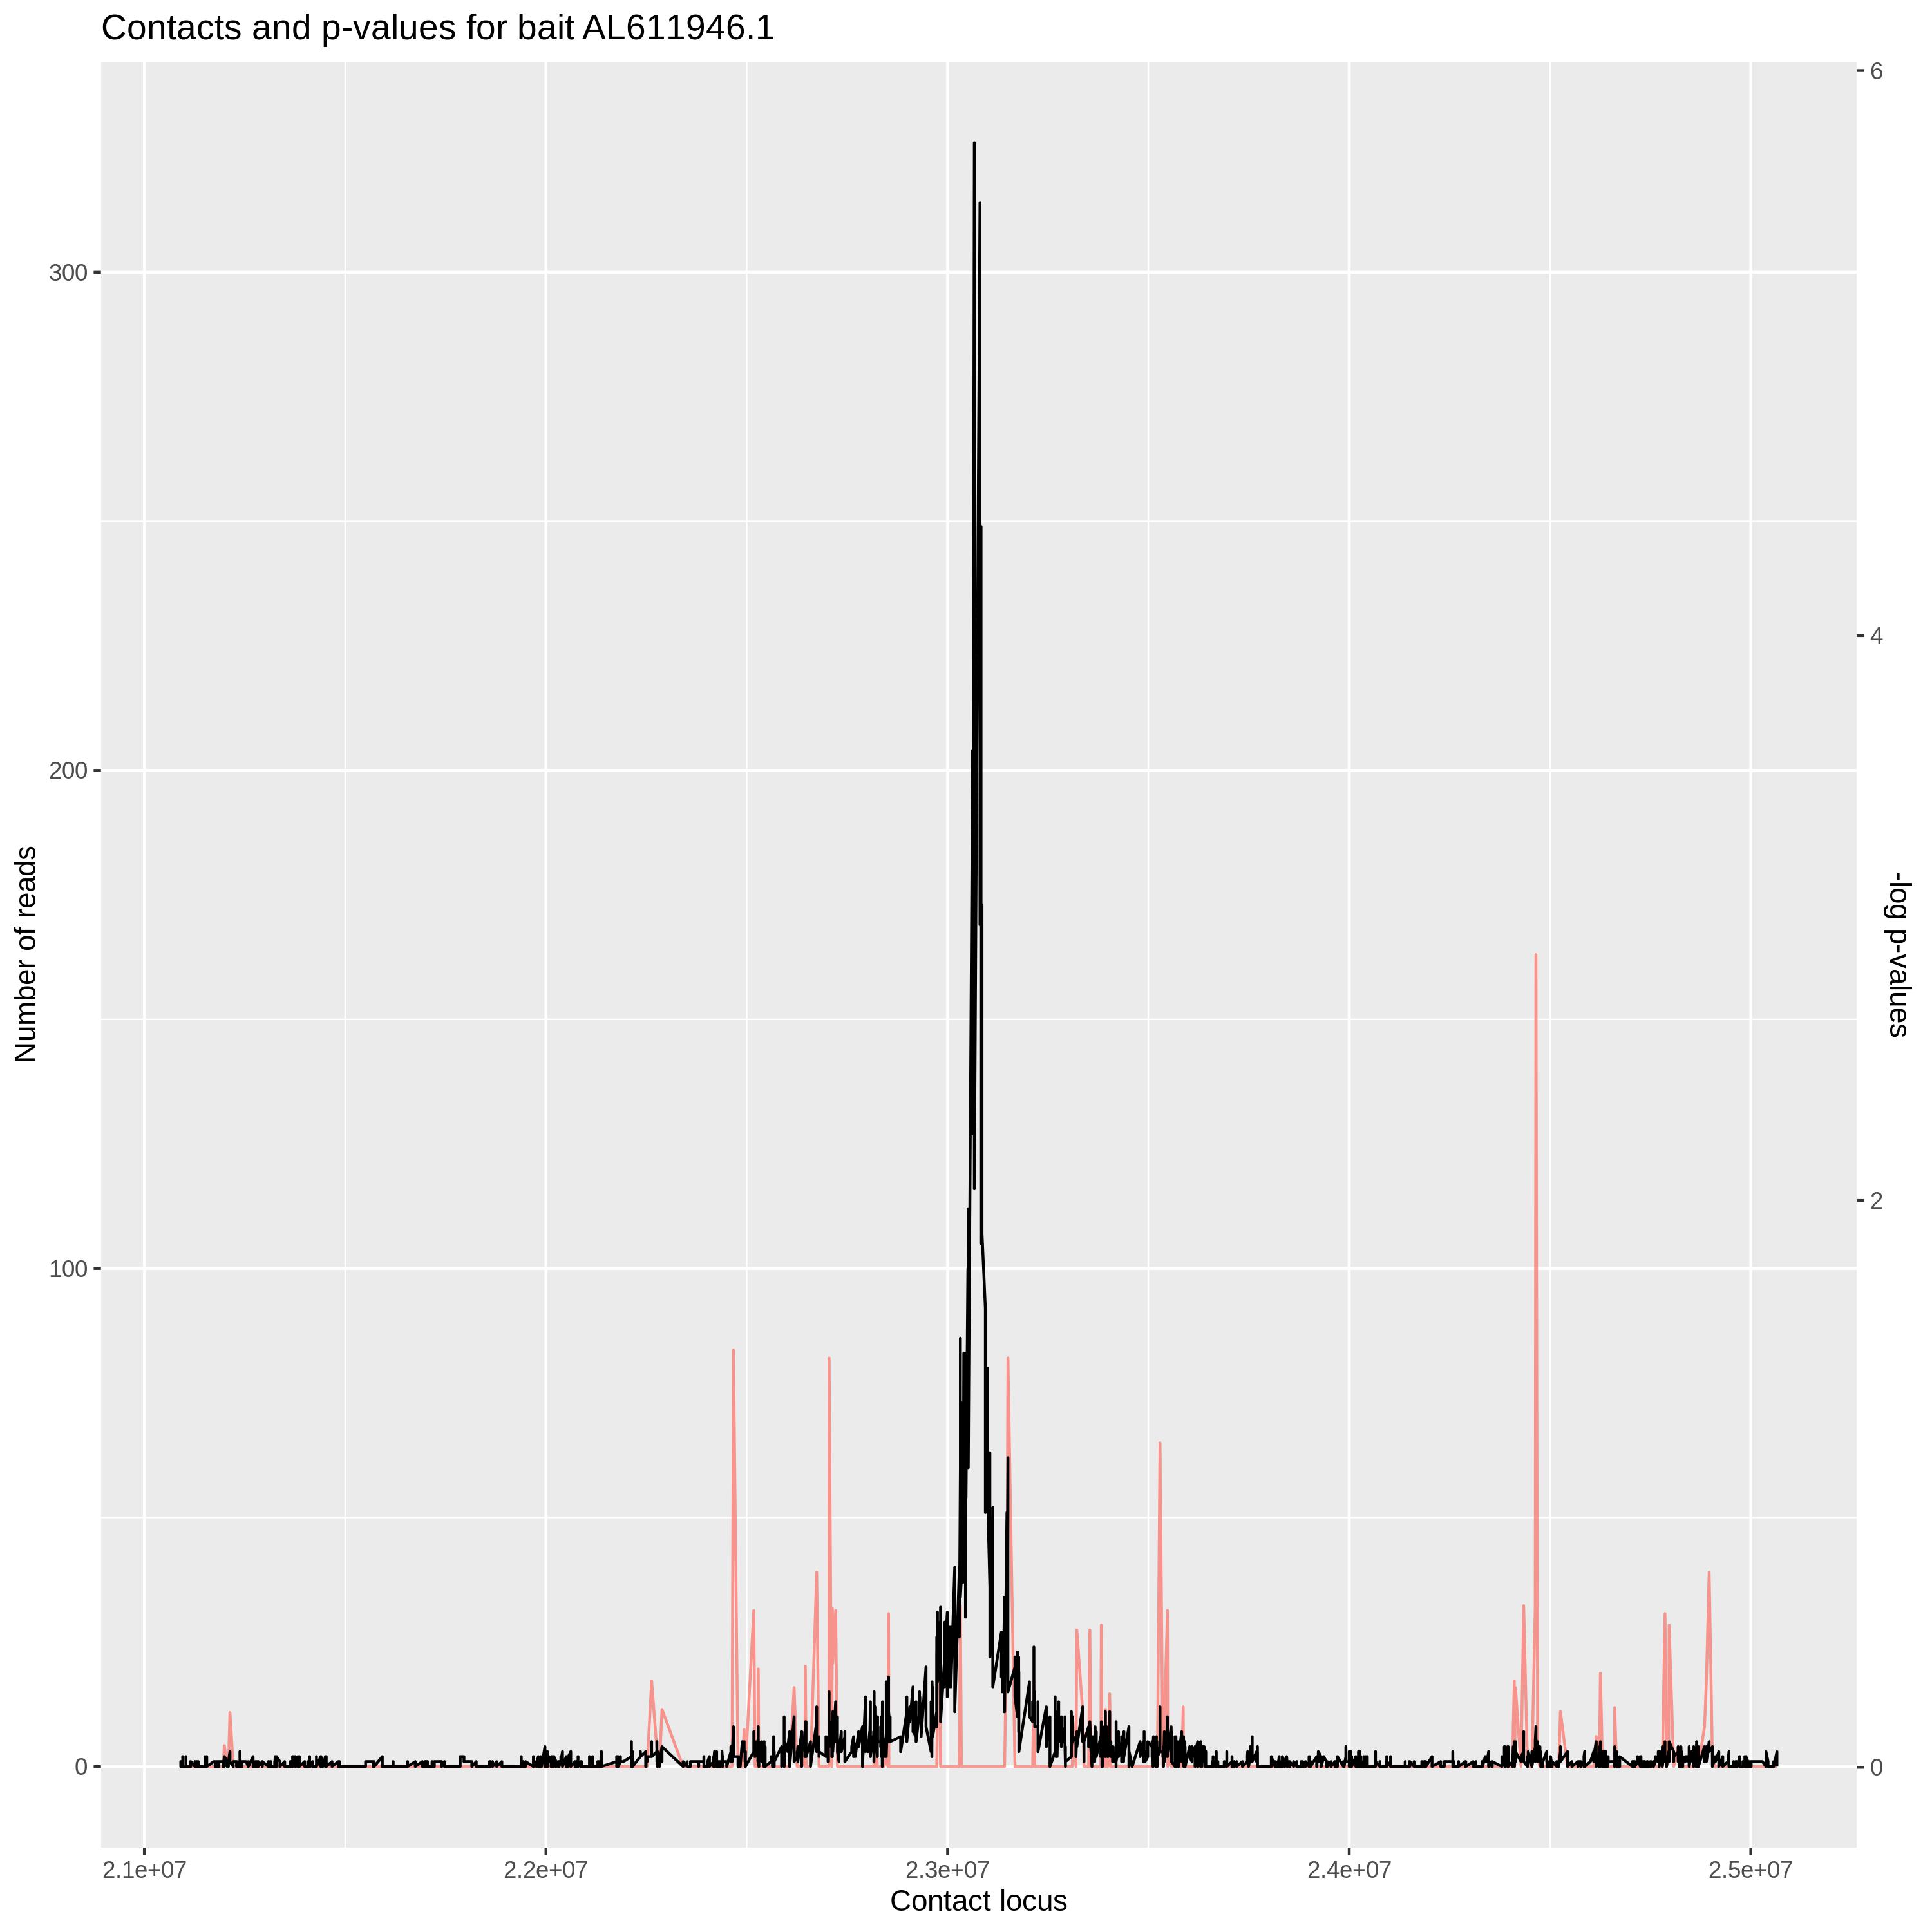 Contacts and p-values for bait AL611946.1
6
300
4
200
Number of reads
-log p-values
2
100
0
0
2.1e+07
2.2e+07
2.3e+07
2.4e+07
2.5e+07
Contact locus